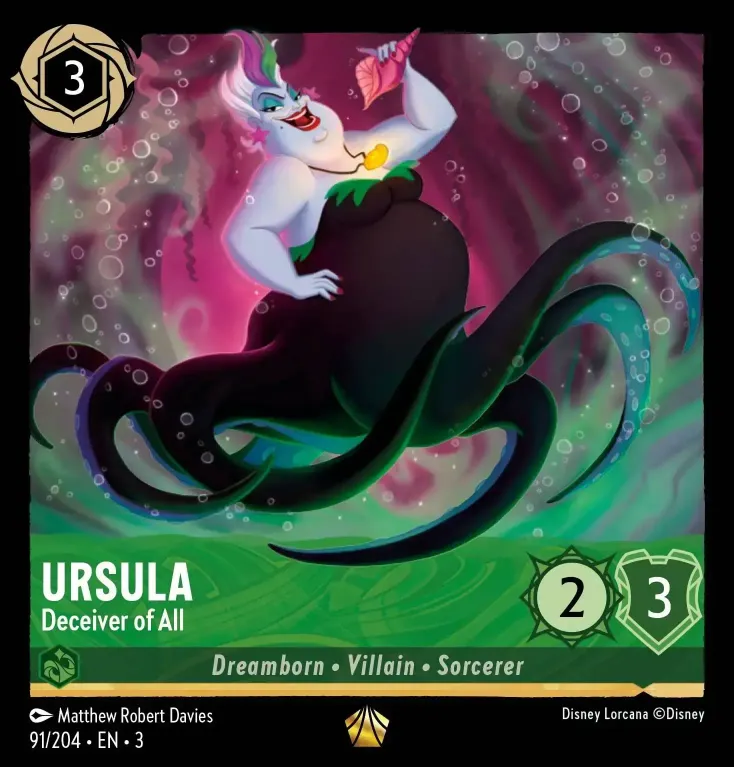 3
URSULA
Deceiver of All
2
3
Dreamborn • Villain • Sorcerer
Matthew Robert Davies
Disney Lorcana ©Disney
91/204 • EN • 3